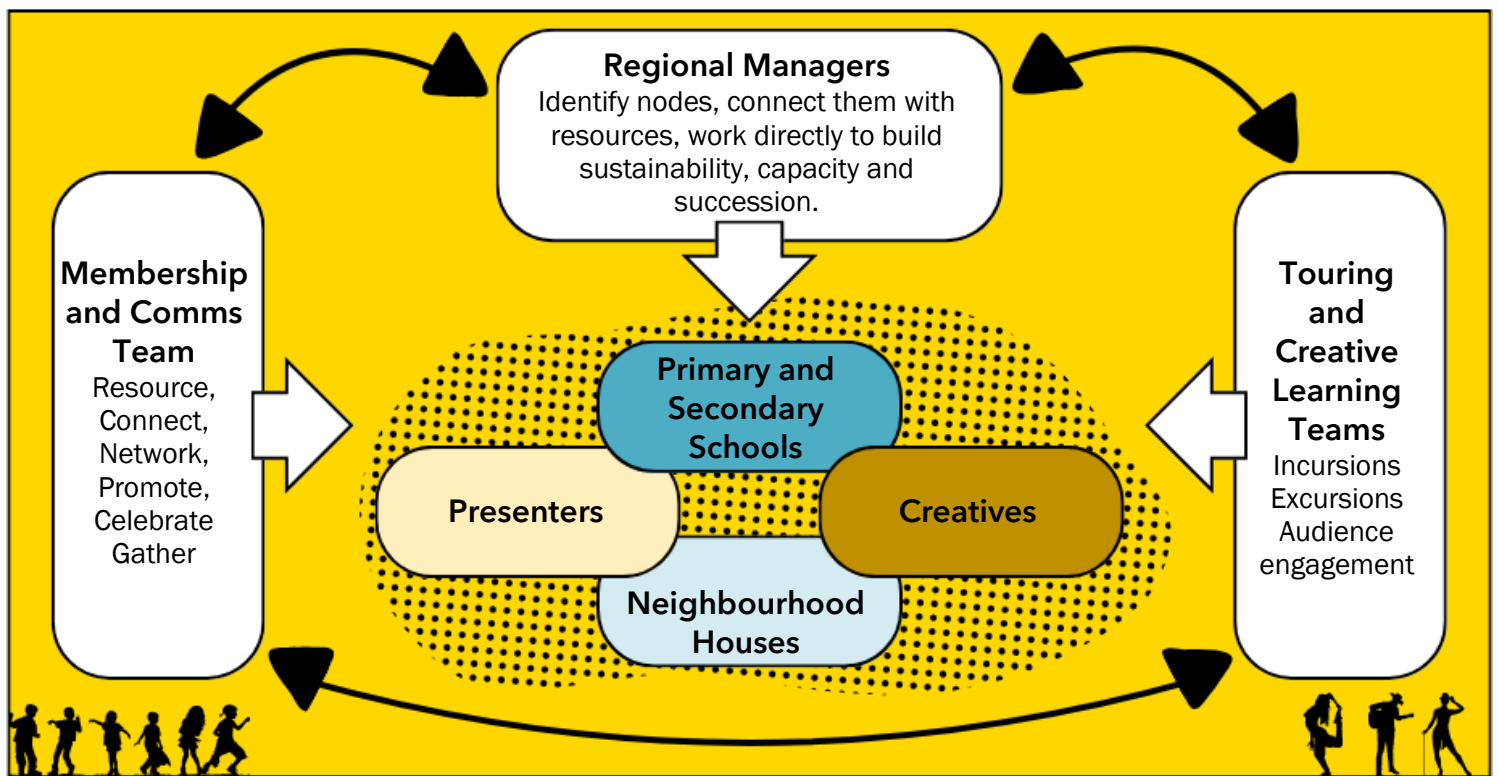 Regional Managers
Identify nodes, connect them with
resources, work directly to build
sustainability, capacity and
succession.
Membership
and Comms
Team
Resource,
Connect,
Network,
Promote,
Celebrate
Gather
Primary and
Secondary
Schools
Presenters
Creatives
Neighbourhood
Houses
Touring
and
Creative
Learning
Teams
Incursions
Excursions
Audience
engagement